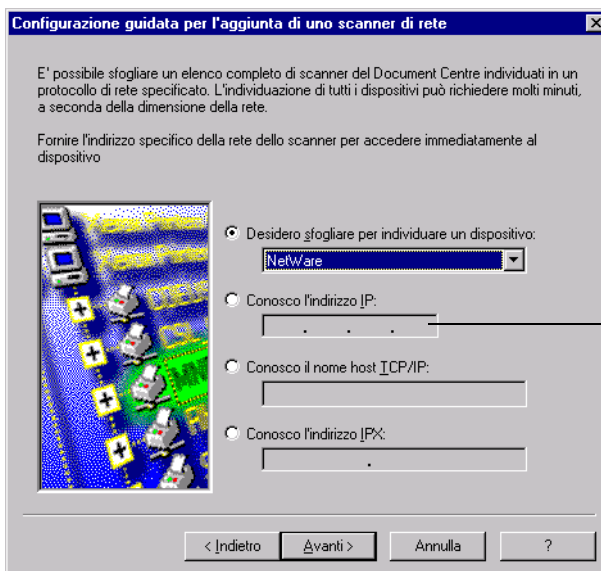 Configurazione guidata per l'aggiunta di uno scanner di rete
E' possibile sfogliare un elenco completo di scanner del Document Centre individuati in un
protocollo di rete specificato. L'individuazione di tutti i dispositivi può richiedere molti minuti,
a seconda della dimensione della rete.
Fornire l'indirizzo specifico della rete dello scanner per accedere immediatamente al
dispositivo
Desidero sfogliare per individuare un dispositivo:
NetWare
Conosco l'indirizzo IP:
. . .
Conosco il nome host TCP/IP:
Conosco l'indirizzo IPX:
.
< Indietro
Avanti >
Annulla
?